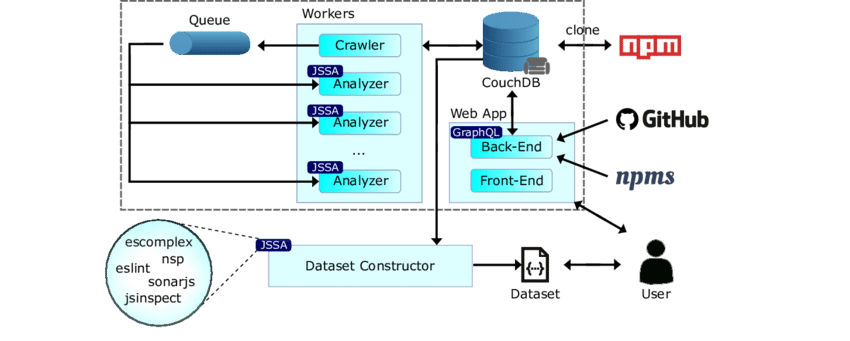 Queue
Workers
Crawler
JSSA
Analyzer
JSSA
Analyzer
...
JSSA
Analyzer
CouchDB
clone
npm
Web App
GraphQL
Back-End
Front-End
GitHub
npms
escomplex
nsp
eslint
sonarjs
jsinspect
JSSA
Dataset Constructor
{··}
Dataset
User